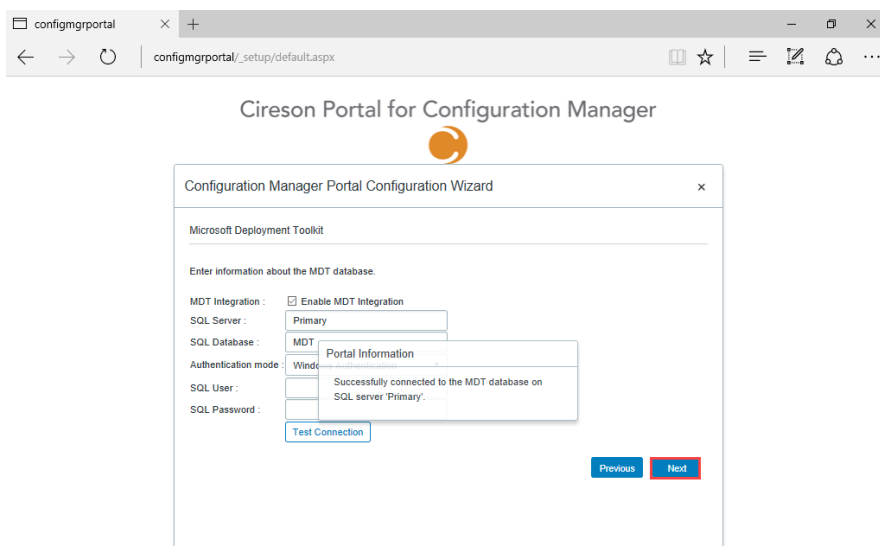 configmgrportal
configmgrportal/_setup/default.aspx
Cireson Portal for Configuration Manager
Configuration Manager Portal Configuration Wizard
Microsoft Deployment Toolkit
Enter information about the MDT database.
MDT Integration : Enable MDT Integration
SQL Server : Primary
SQL Database : MDT
Portal Information
Authentication mode : Windows Authentication
Successfully connected to the MDT database on
SQL server 'Primary'.
SQL User :
SQL Password :
Test Connection
Previous Next